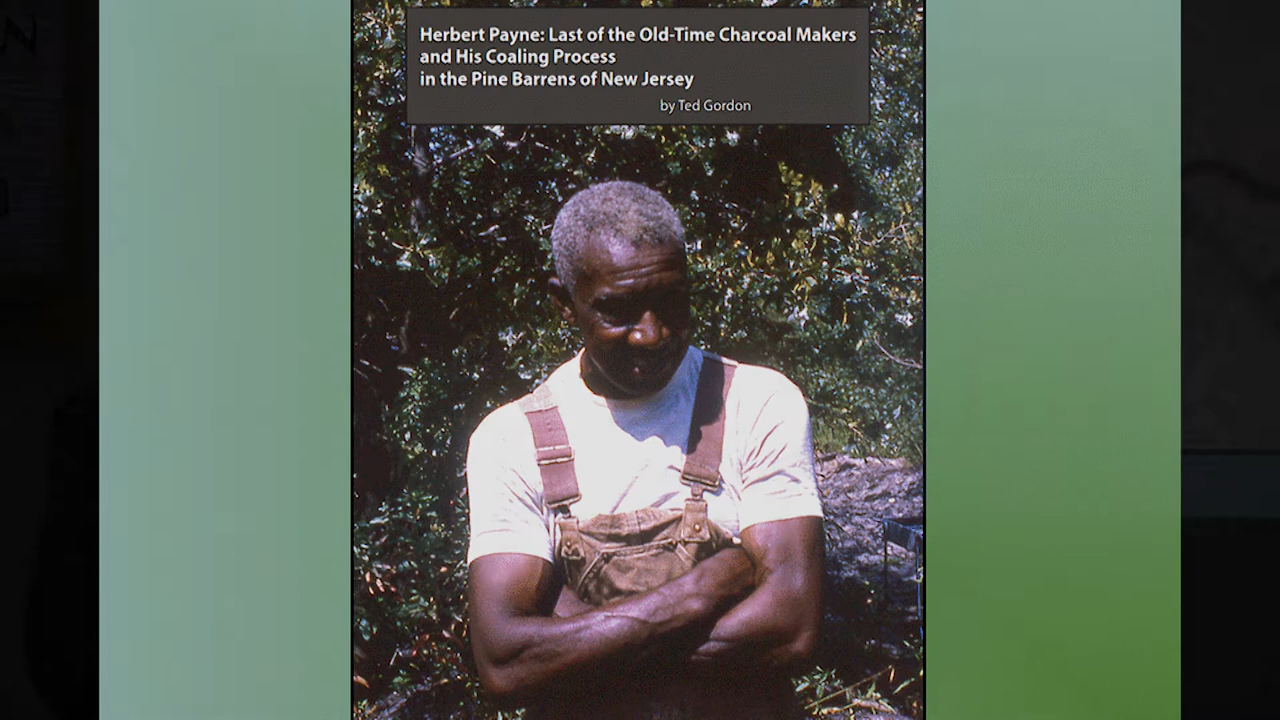 Herbert Payne: Last of the Old-Time Charcoal Makers
and His Coaling Process
in the Pine Barrens of New Jersey
by Ted Gordon